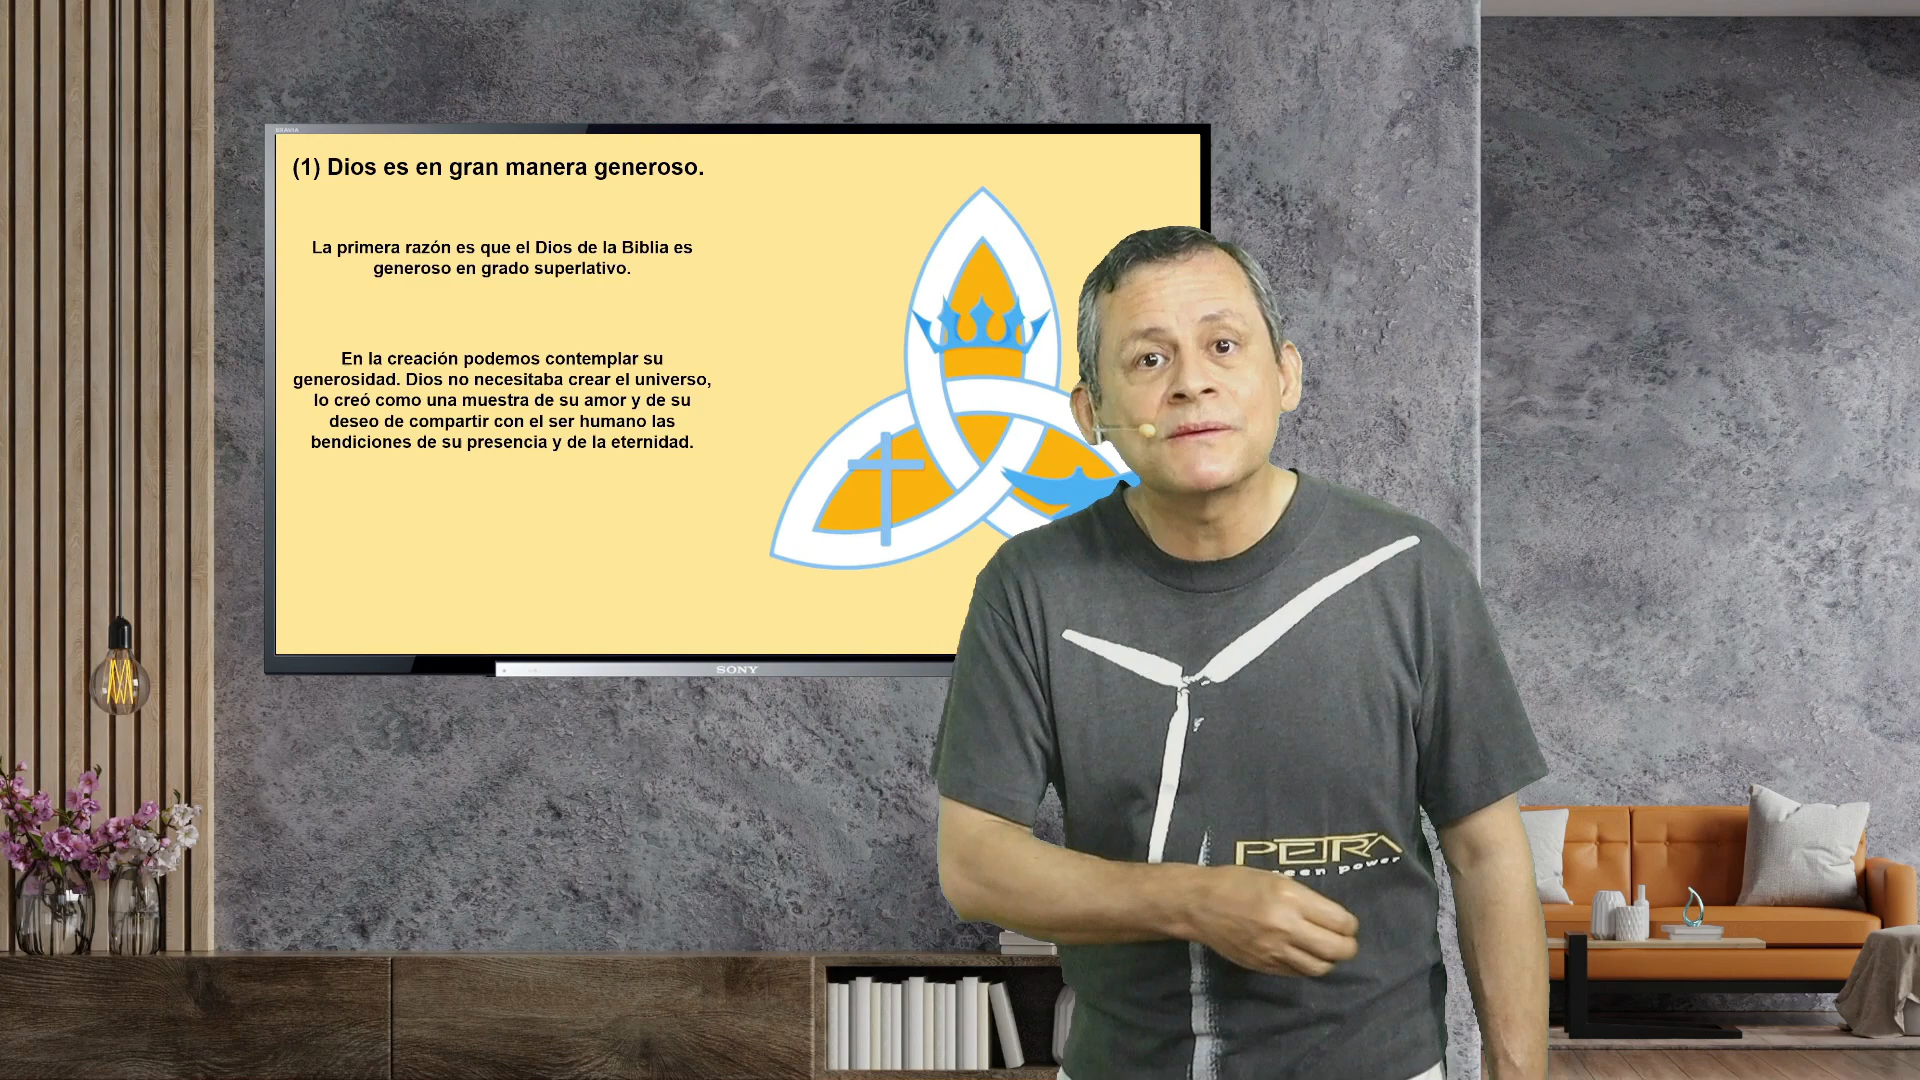 BRAVIA
(1) Dios es en gran manera generoso.
La primera razón es que el Dios de la Biblia es
generoso en grado superlativo.
En la creación podemos contemplar su
generosidad. Dios no necesitaba crear el universo,
lo creó como una muestra de su amor y de su
deseo de compartir con el ser humano las
bendiciones de su presencia y de la eternidad.
SONY
PETRA
power